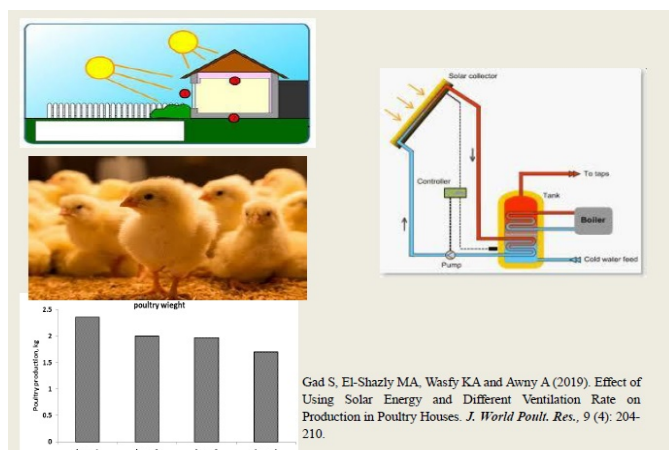 Solar collector
To taps
Controller
Tank
Boiler
Pump
Cold water feed
poultry wieght
Poultry production, kg
2.5
2
1.5
1
0.5
0
Gad S, El-Shazly MA, Wasfy KA and Awny A (2019). Effect of
Using Solar Energy and Different Ventilation Rate on
Production in Poultry Houses. J. World Poult. Res., 9 (4): 204-
210.